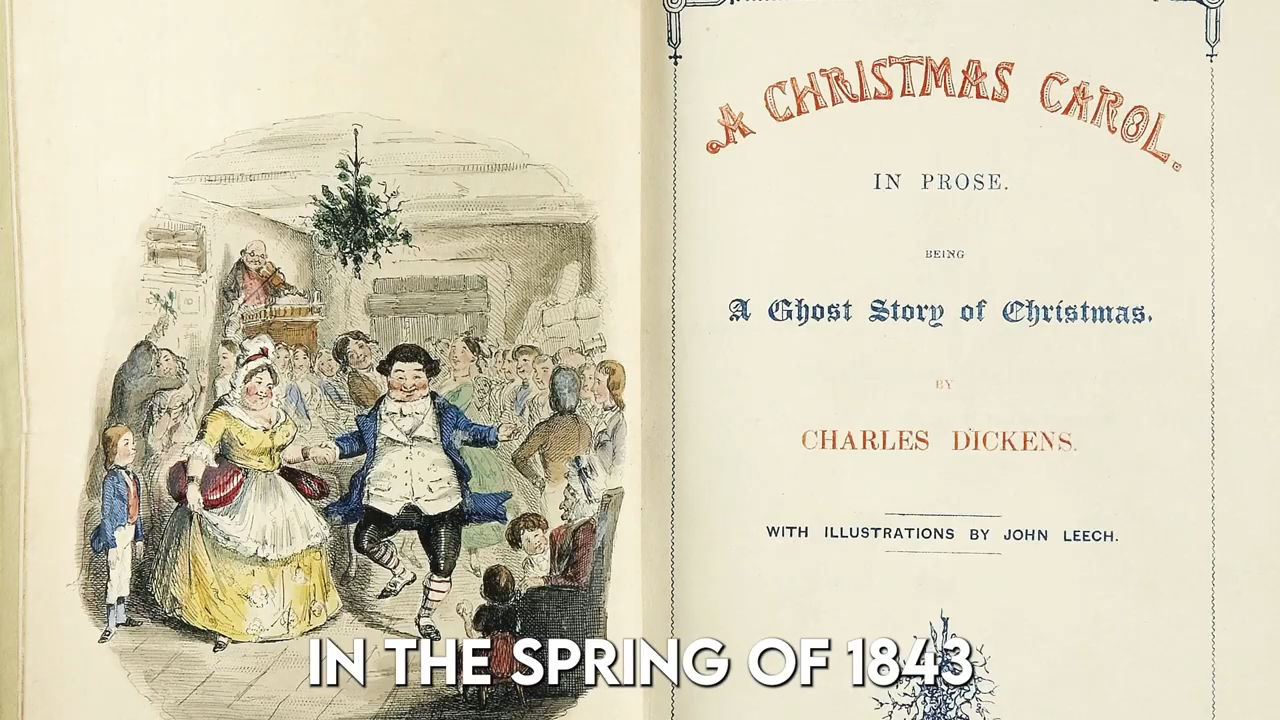 A CHRISTMAS CAROL.
IN PROSE.
BEING
A Ghost Story of Christmas.
BY
CHARLES DICKENS.
WITH ILLUSTRATIONS BY JOHN LEECH.
IN THE SPRING OF 1843